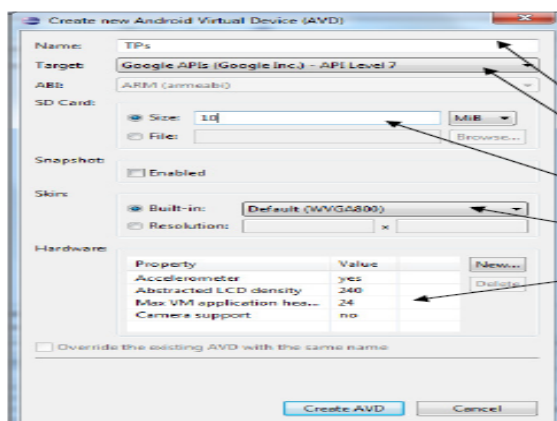 Create new Android Virtual Device (AVD)
Name: TPs
Target: Google APIs (Google Inc.) - API Level 7
ABI: ARM (armeabi)
SD Card:
Size: 10 MiB
File: Browse...
Snapshot:
Enabled
Skin:
Built-in: Default (WVGA800)
Resolution: x
Hardware:
Property Value New...
Accelerometer yes Delete
Abstracted LCD density 240
Max VM application hea... 24
Camera support no
Override the existing AVD with the same name
Create AVD Cancel